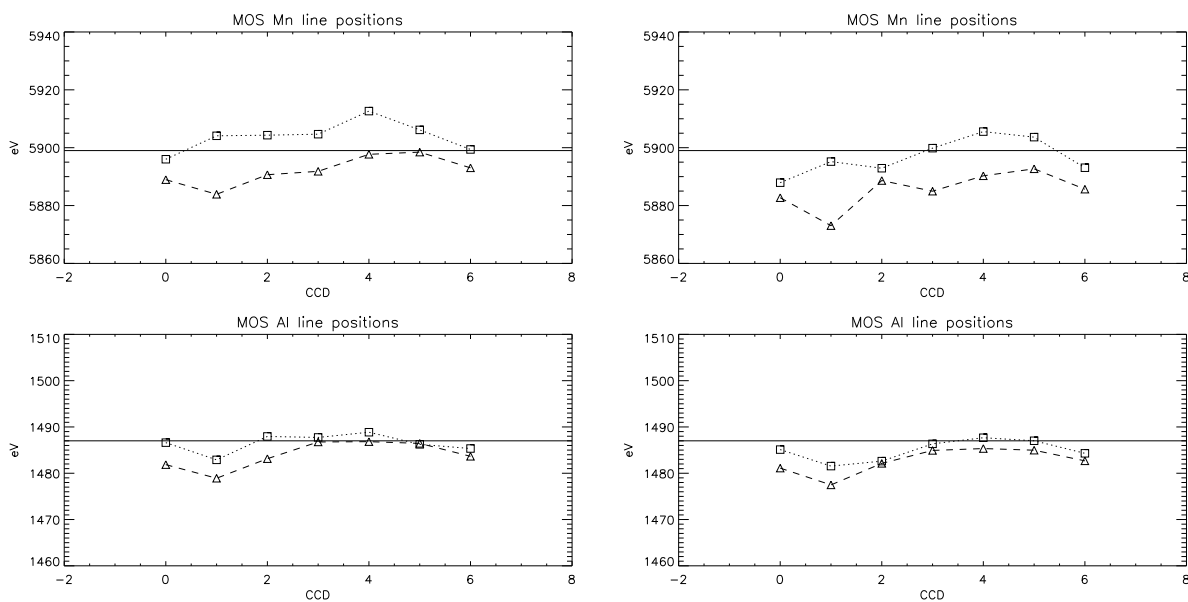 MOS Mn line positions
5940
5920
5900
5880
5860
eV
-2 0 2 4 6 8
CCD
MOS Mn line positions
5940
5920
5900
5880
5860
eV
-2 0 2 4 6 8
CCD
MOS Al line positions
1510
1500
1490
1480
1470
1460
eV
-2 0 2 4 6 8
CCD
MOS Al line positions
1510
1500
1490
1480
1470
1460
eV
-2 0 2 4 6 8
CCD